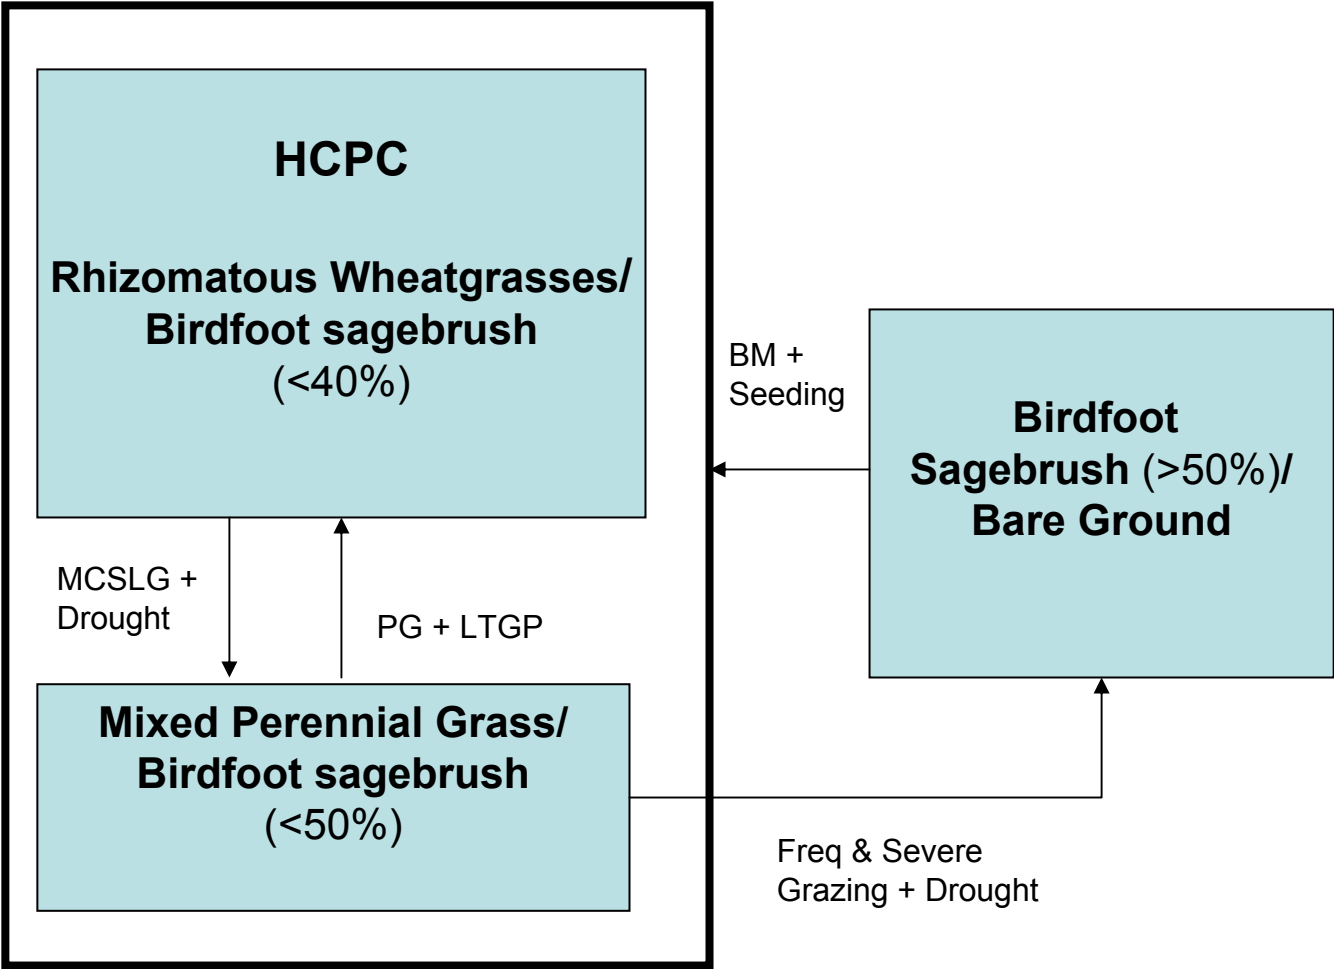 HCPC
Rhizomatous Wheatgrasses/
Birdfoot sagebrush
(<40%)
MCSLG +
Drought
PG + LTGP
Mixed Perennial Grass/
Birdfoot sagebrush
(<50%)
BM +
Seeding
Birdfoot
Sagebrush (>50%)/
Bare Ground
Freq & Severe
Grazing + Drought